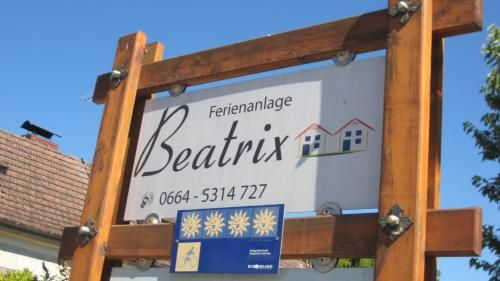 Ferienanlage
Beatrix
0664 - 5314 727